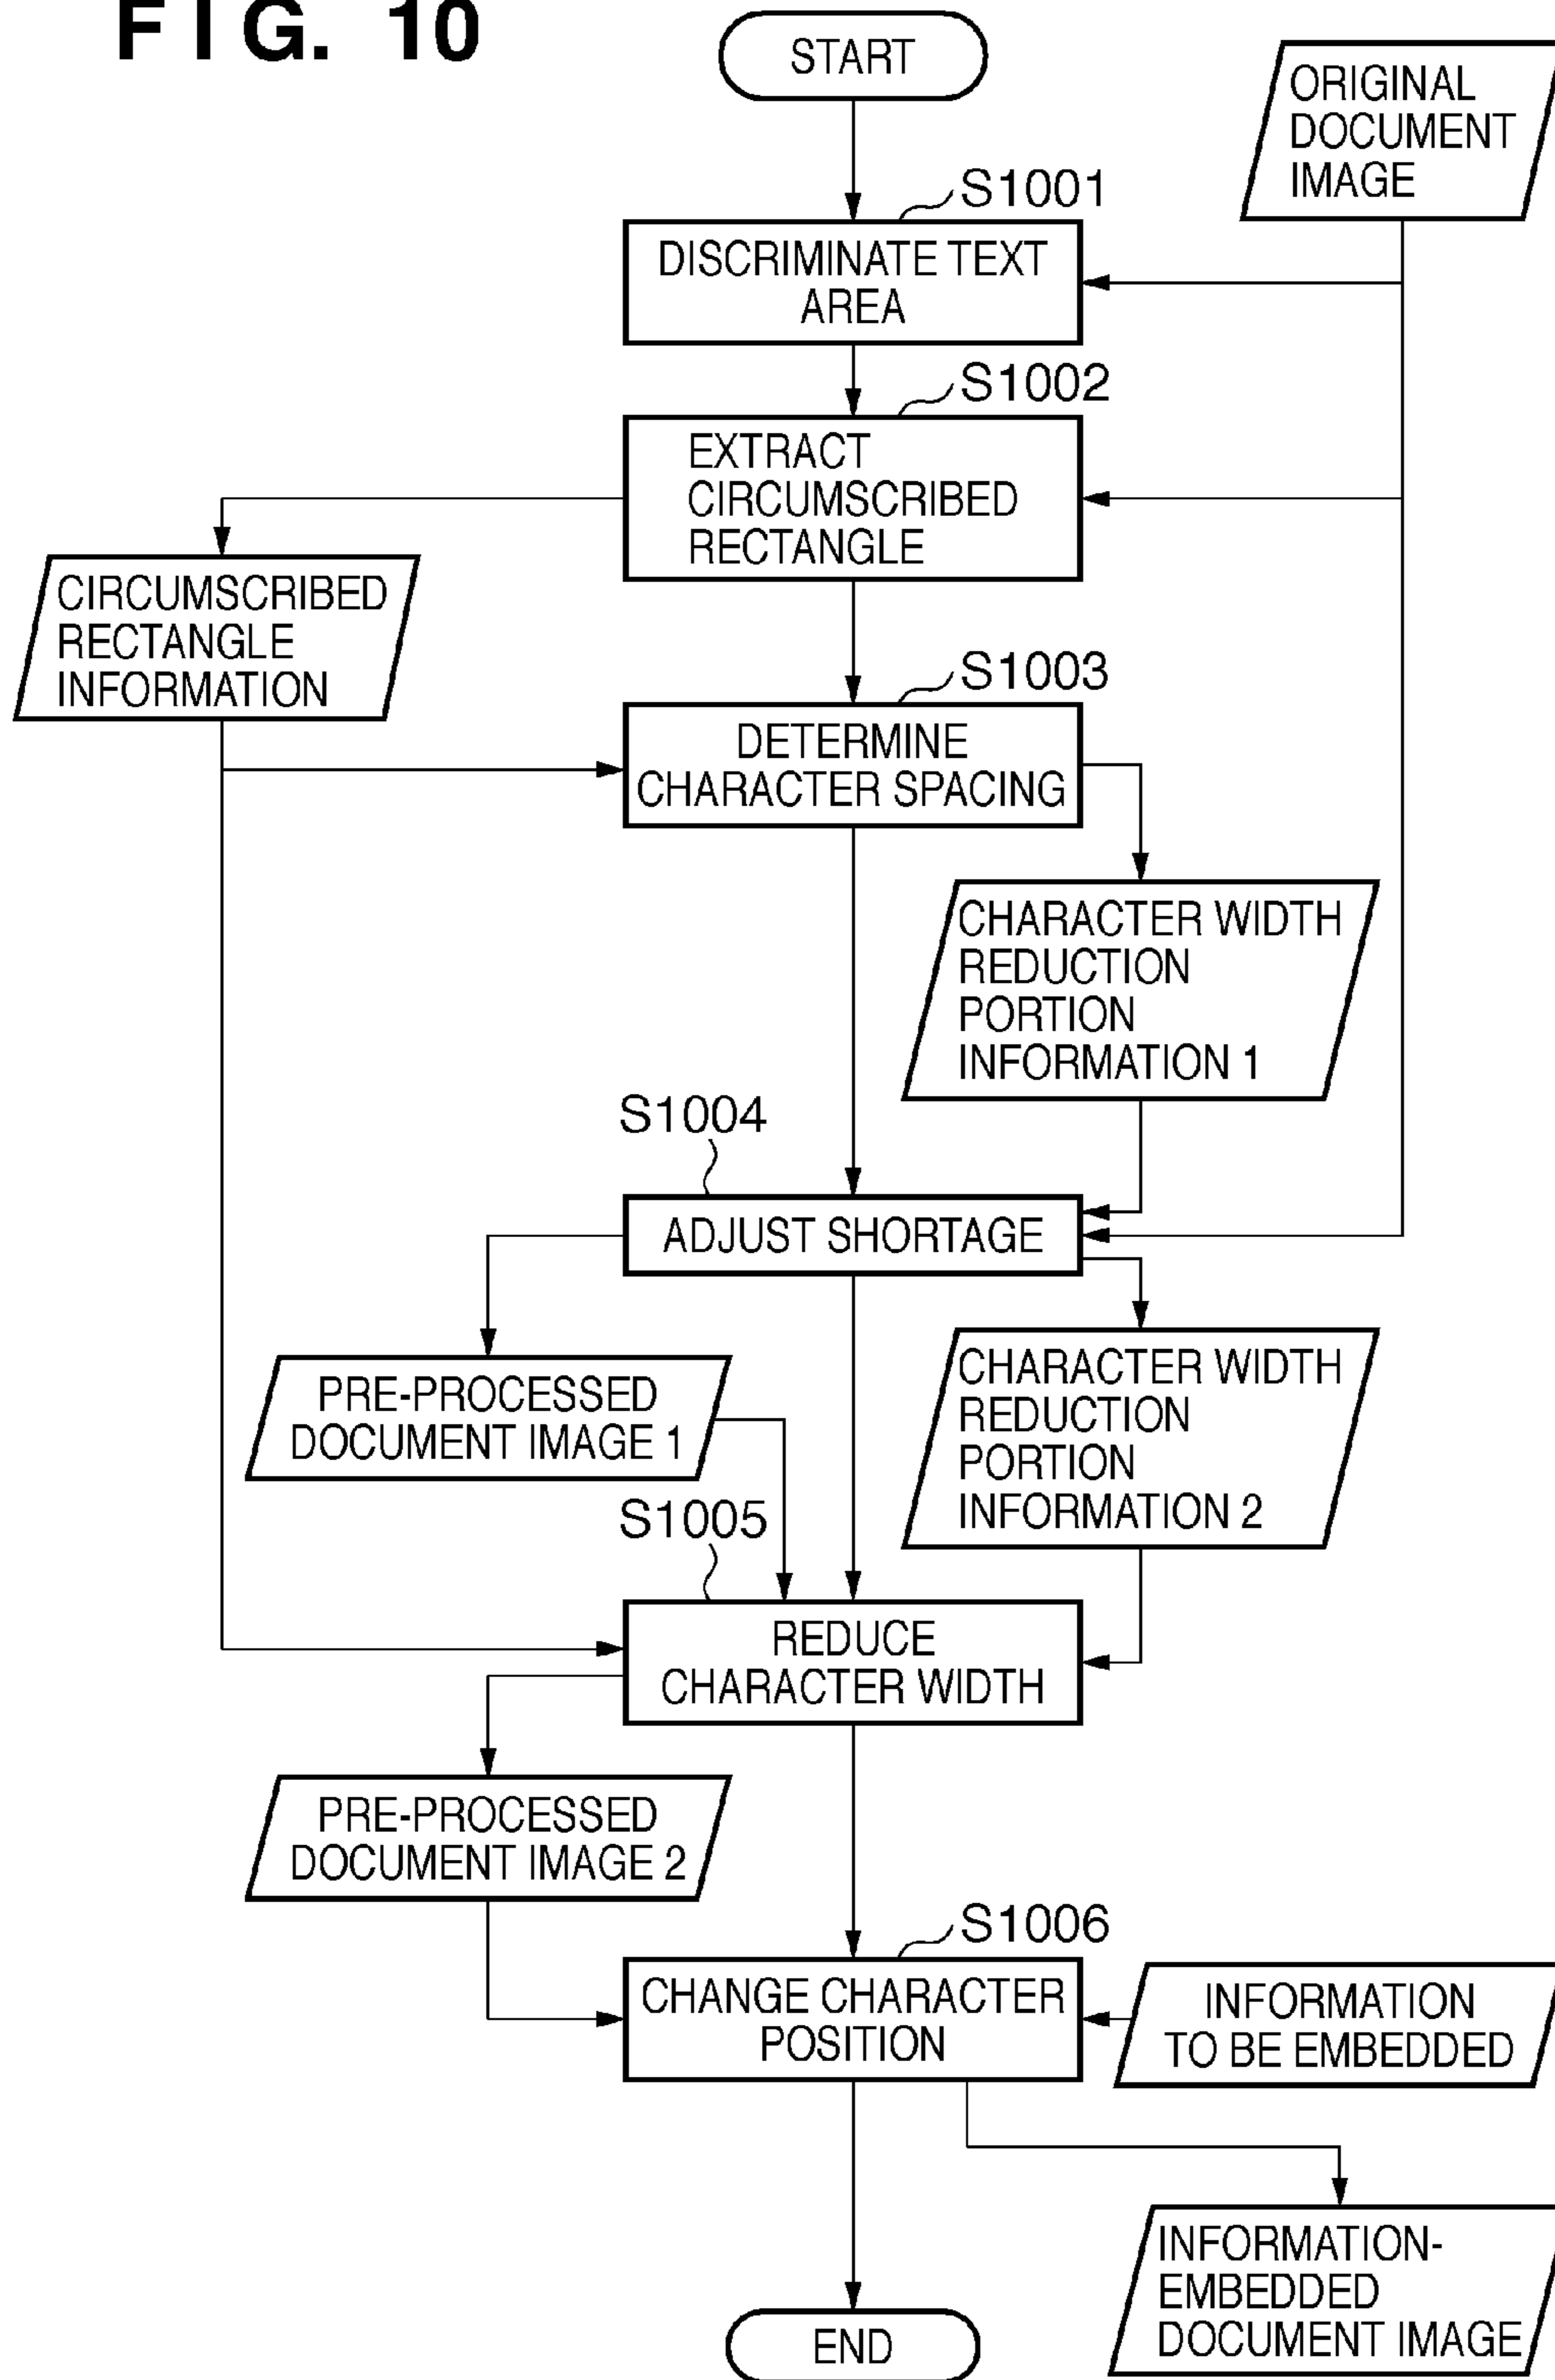 FIG. 10
START
ORIGINAL
DOCUMENT
IMAGE
S1001
DISCRIMINATE TEXT
AREA
S1002
EXTRACT
CIRCUMSCRIBED
RECTANGLE
CIRCUMSCRIBED
RECTANGLE
INFORMATION
S1003
DETERMINE
CHARACTER SPACING
CHARACTER WIDTH
REDUCTION
PORTION
INFORMATION 1
S1004
ADJUST SHORTAGE
PRE-PROCESSED
DOCUMENT IMAGE 1
CHARACTER WIDTH
REDUCTION
PORTION
INFORMATION 2
S1005
REDUCE
CHARACTER WIDTH
PRE-PROCESSED
DOCUMENT IMAGE 2
S1006
CHANGE CHARACTER
POSITION
INFORMATION
TO BE EMBEDDED
INFORMATION-
EMBEDDED
DOCUMENT IMAGE
END